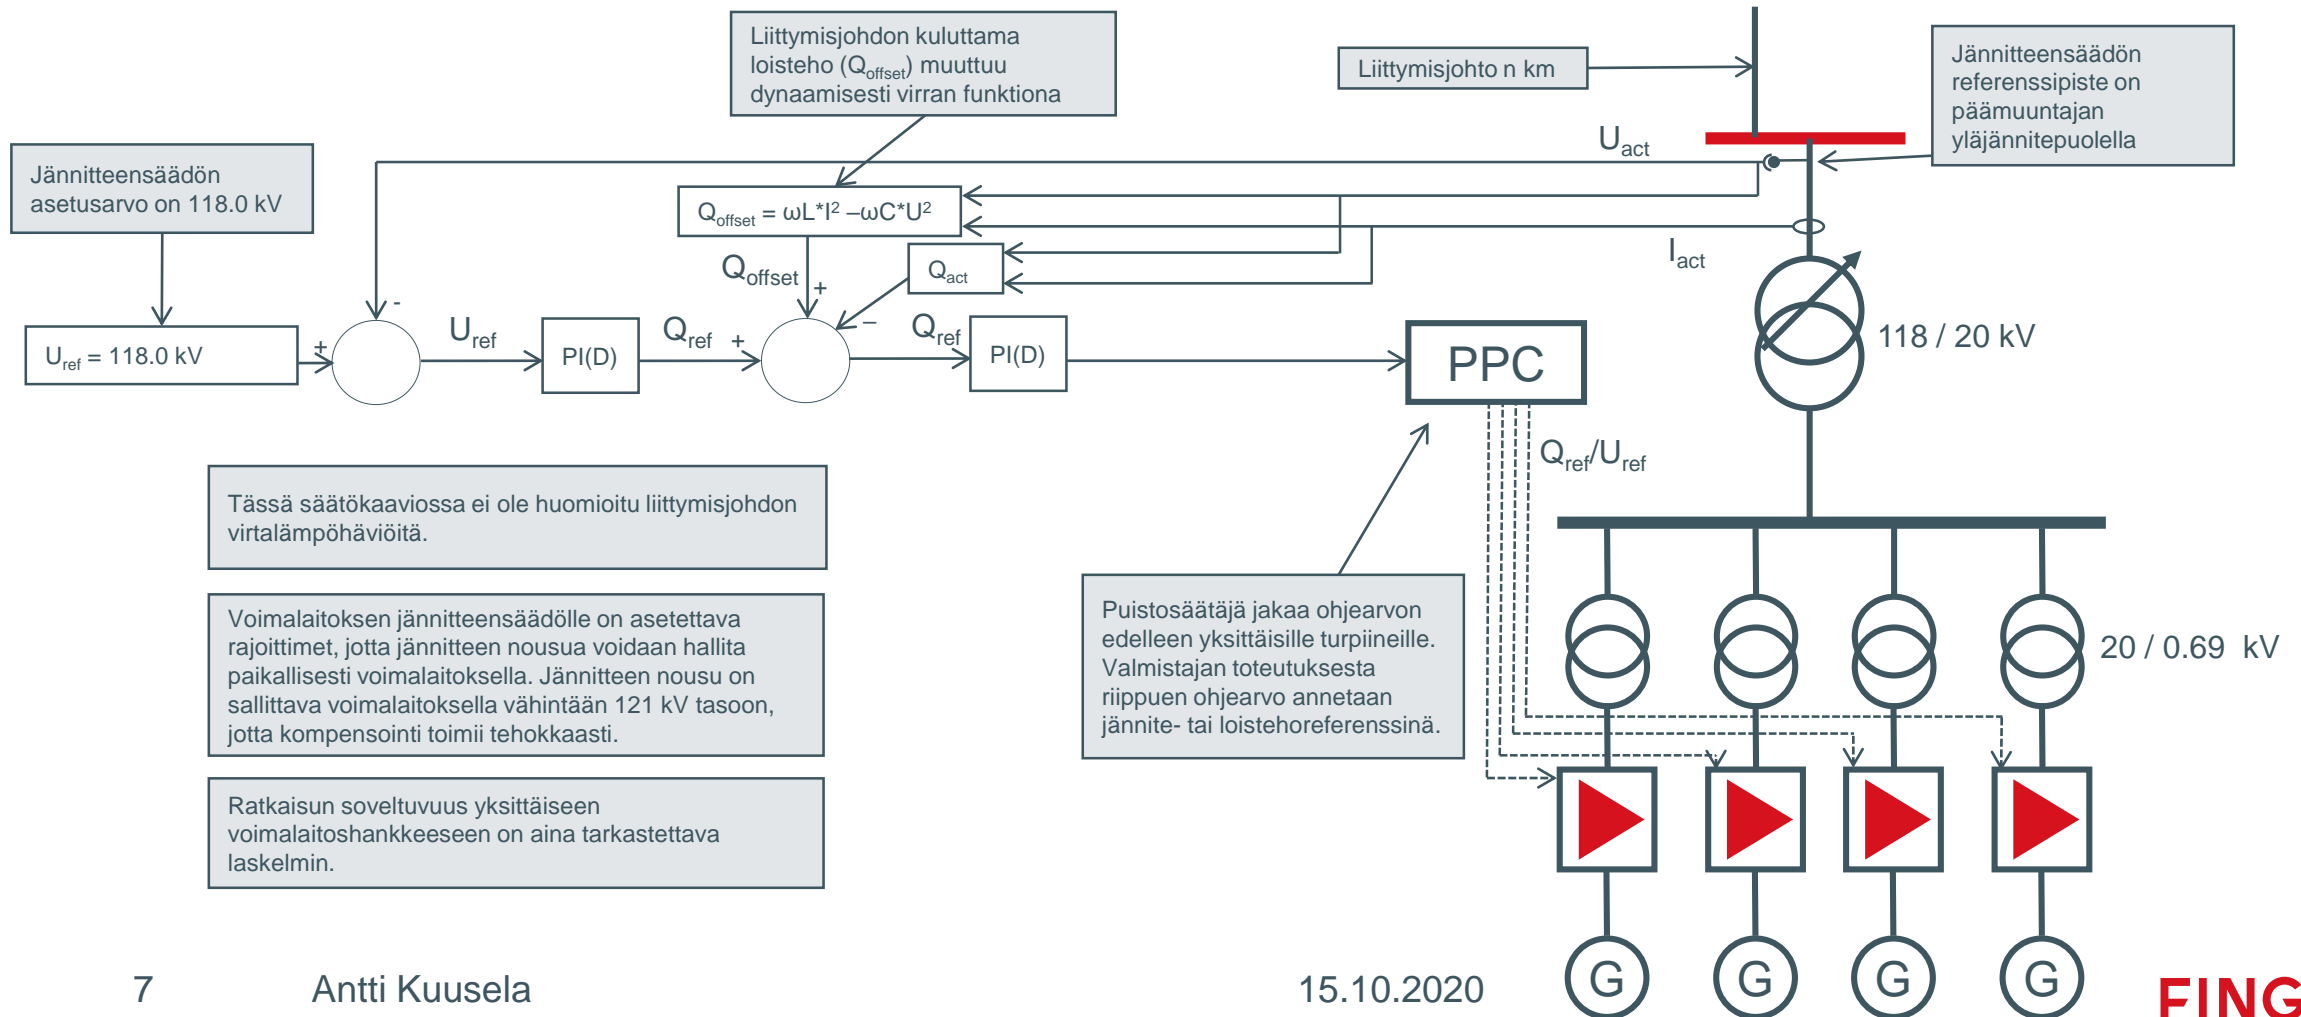 Liittymisjohdon kuluttama
loisteho (Qoffset) muuttuu
dynaamisesti virran funktiona
Liittymisjohto n km
Jännitteensäädön
referenssipiste on
päämuuntajan
yläjännitepuolella
Jännitteensäädön
asetusarvo on 118.0 kV
Uact
Qoffset = ωL*I² –ωC*U²
Iact
Qoffset
+
Qact
-
–
Uref = 118.0 kV
+
Uref
PI(D)
Qref
+
Qref
PI(D)
PPC
118 / 20 kV
Qref/Uref
Tässä säätökaaviossa ei ole huomioitu liittymisjohdon
virtalämpöhäviöitä.
Voimalaitoksen jännitteensäädölle on asetettava
rajoittimet, jotta jännitteen nousua voidaan hallita
paikallisesti voimalaitoksella. Jännitteen nousu on
sallittava voimalaitoksella vähintään 121 kV tasoon,
jotta kompensointi toimii tehokkaasti.
Puistosäätäjä jakaa ohjearvon
edelleen yksittäisille turpiineille.
Valmistajan toteutuksesta
riippuen ohjearvo annetaan
jännite- tai loistehoreferenssinä.
20 / 0.69 kV
Ratkaisun soveltuvuus yksittäiseen
voimalaitoshankkeeseen on aina tarkastettava
laskelmin.
G
G
G
G
7
Antti Kuusela
15.10.2020
FING